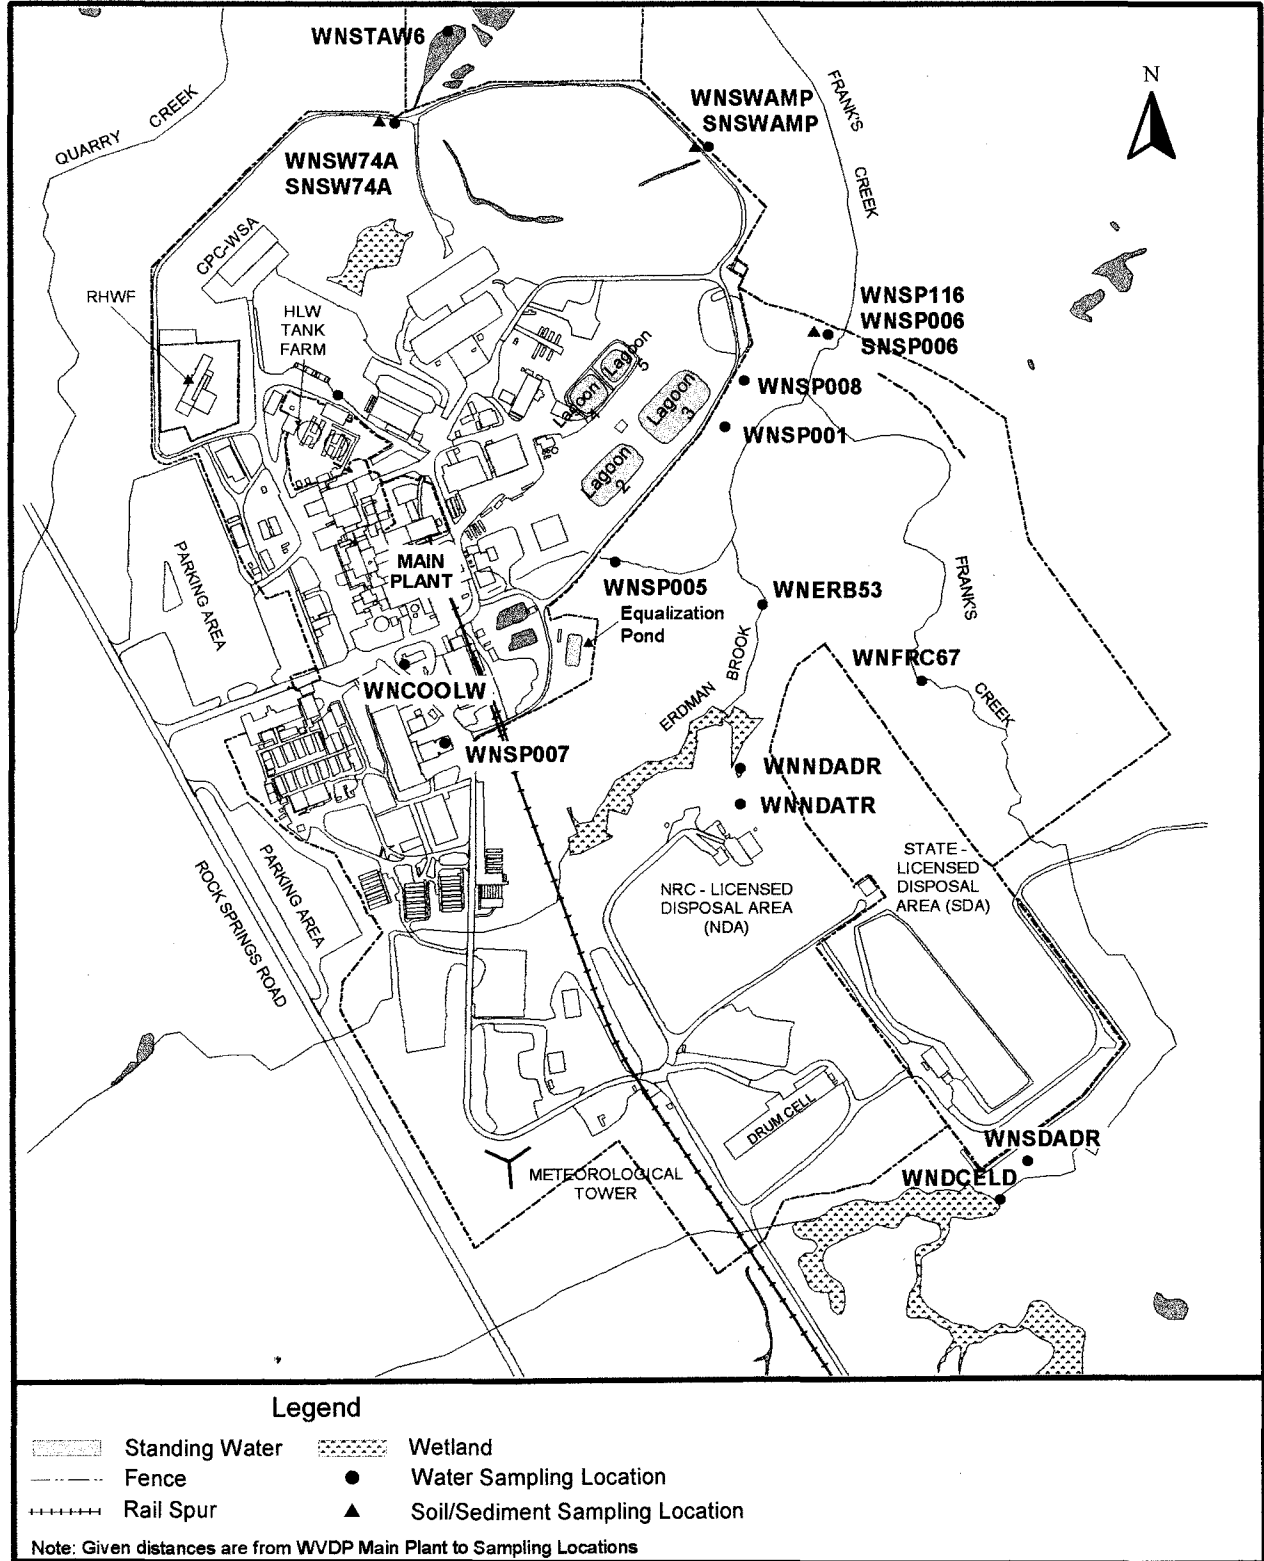 WNSTAW6
WNSWAMP
SNSWAMP
FRANK'S
CREEK
N
QUARRY CREEK
WNSW74A
SNSW74A
CPC-WSA
RHWF
HLW
TANK
FARM
WNSP116
WNSP006
SNSP006
Lagoon
5
Lagoon
4
Lagoon
3
WNSP008
WNSP001
Lagoon
2
PARKING AREA
MAIN
PLANT
WNSP005
Equalization
Pond
WNERB53
FRANK'S
CREEK
WNFRC67
ERDMAN BROOK
WNCOOLW
WNSP007
WNNDADR
WNNDATR
ROCK SPRINGS ROAD
PARKING AREA
NRC - LICENSED
DISPOSAL AREA
(NDA)
STATE -
LICENSED
DISPOSAL
AREA (SDA)
DRUM CELL
WNSDADR
WNDCELD
METEOROLOGICAL
TOWER
Legend
Standing Water
Wetland
Fence
Water Sampling Location
Rail Spur
Soil/Sediment Sampling Location
Note: Given distances are from WVDP Main Plant to Sampling Locations